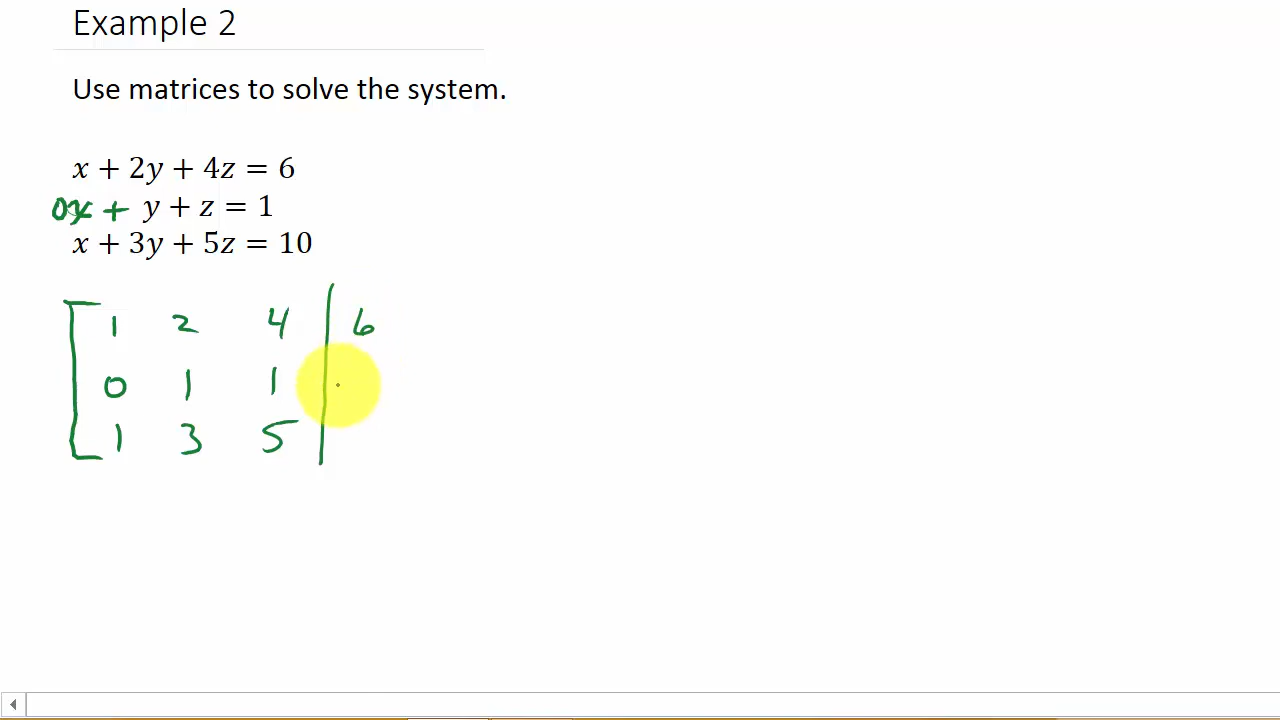 Example 2
Use matrices to solve the system.
x + 2y + 4z = 6
0x + y + z = 1
x + 3y + 5z = 10
1 2 4 | 6
0 1 1 |
1 3 5 |